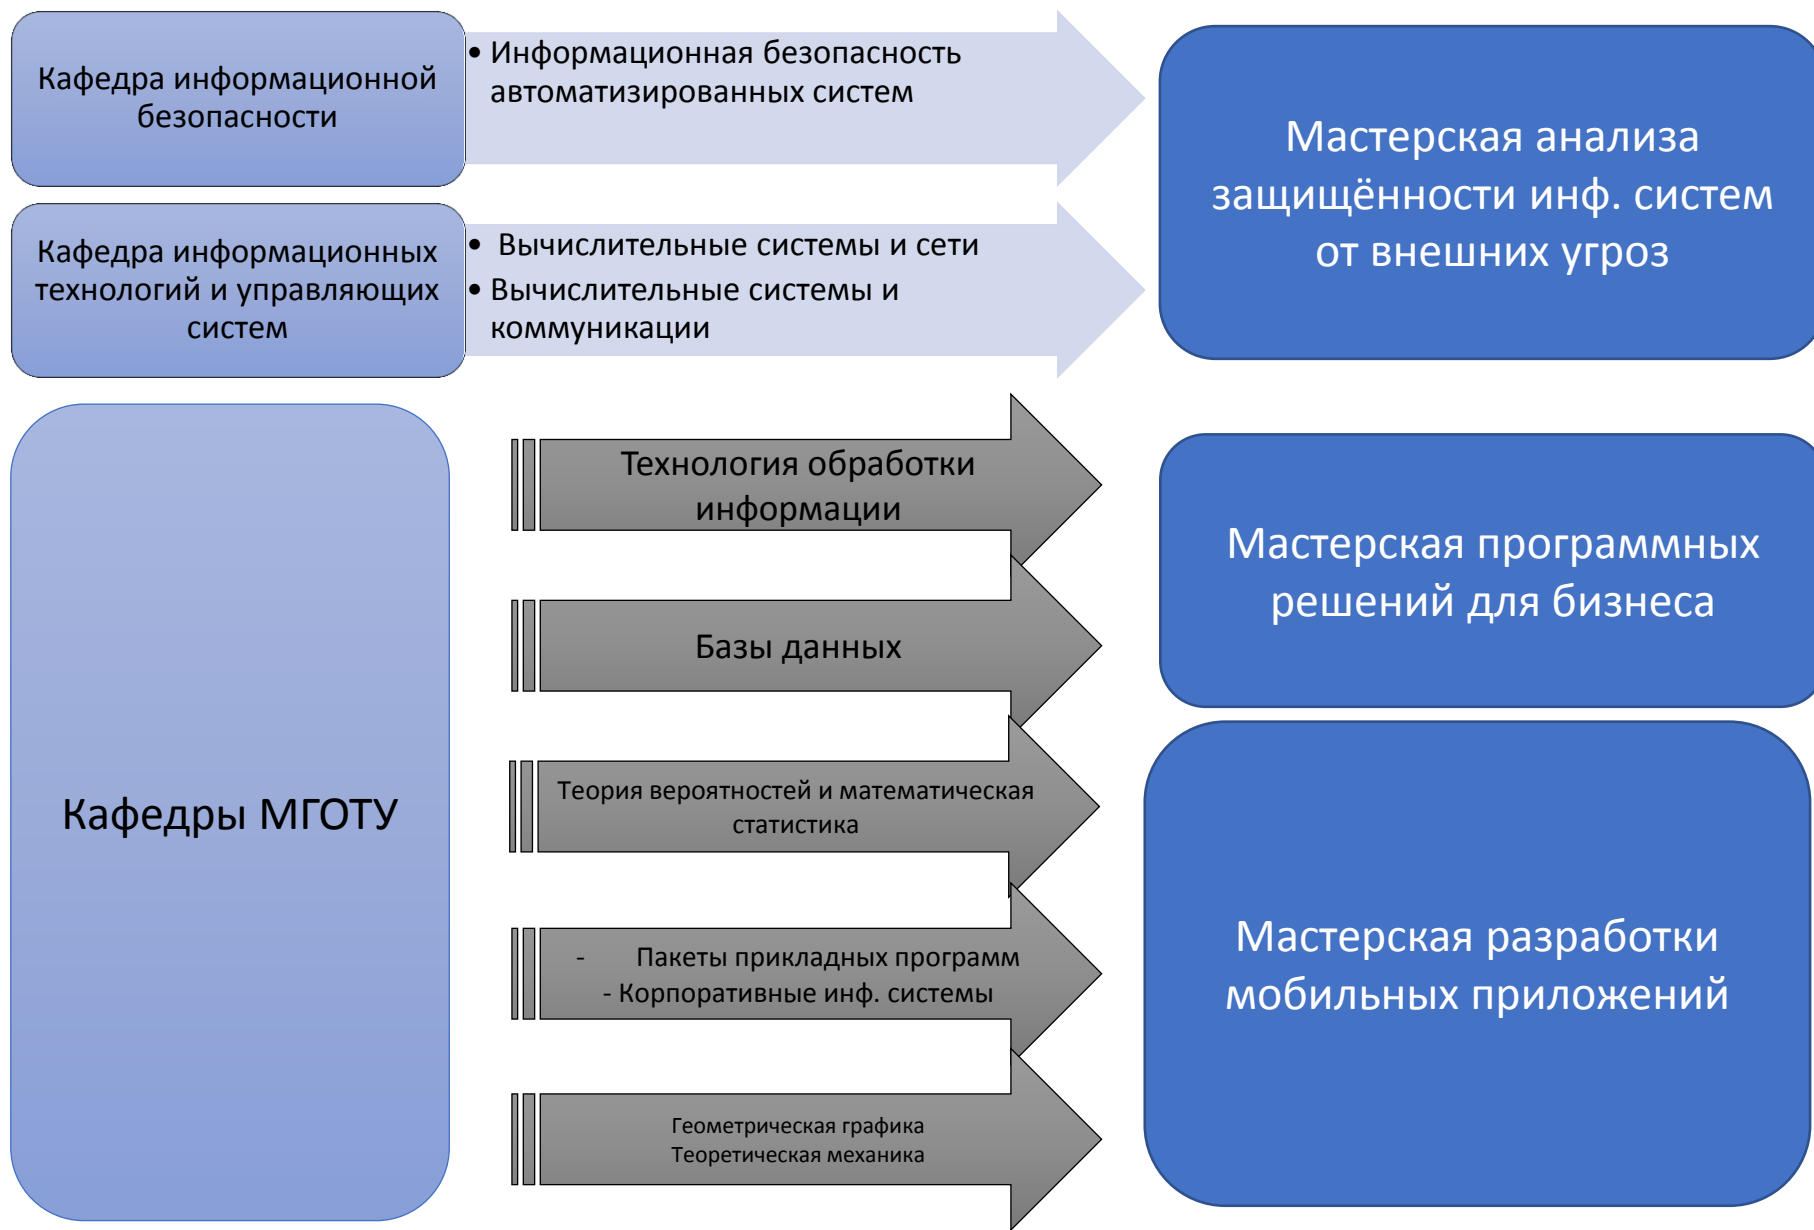 Кафедра информационной
безопасности
• Информационная безопасность
автоматизированных систем
Мастерская анализа
защищённости инф. систем
от внешних угроз
Кафедра информационных
технологий и управляющих
систем
• Вычислительные системы и сети
• Вычислительные системы и
коммуникации
Кафедры МГОТУ
Технология обработки
информации
Базы данных
Теория вероятностей и математическая
статистика
- Пакеты прикладных программ
- Корпоративные инф. системы
Геометрическая графика
Теоретическая механика
Мастерская программных
решений для бизнеса
Мастерская разработки
мобильных приложений